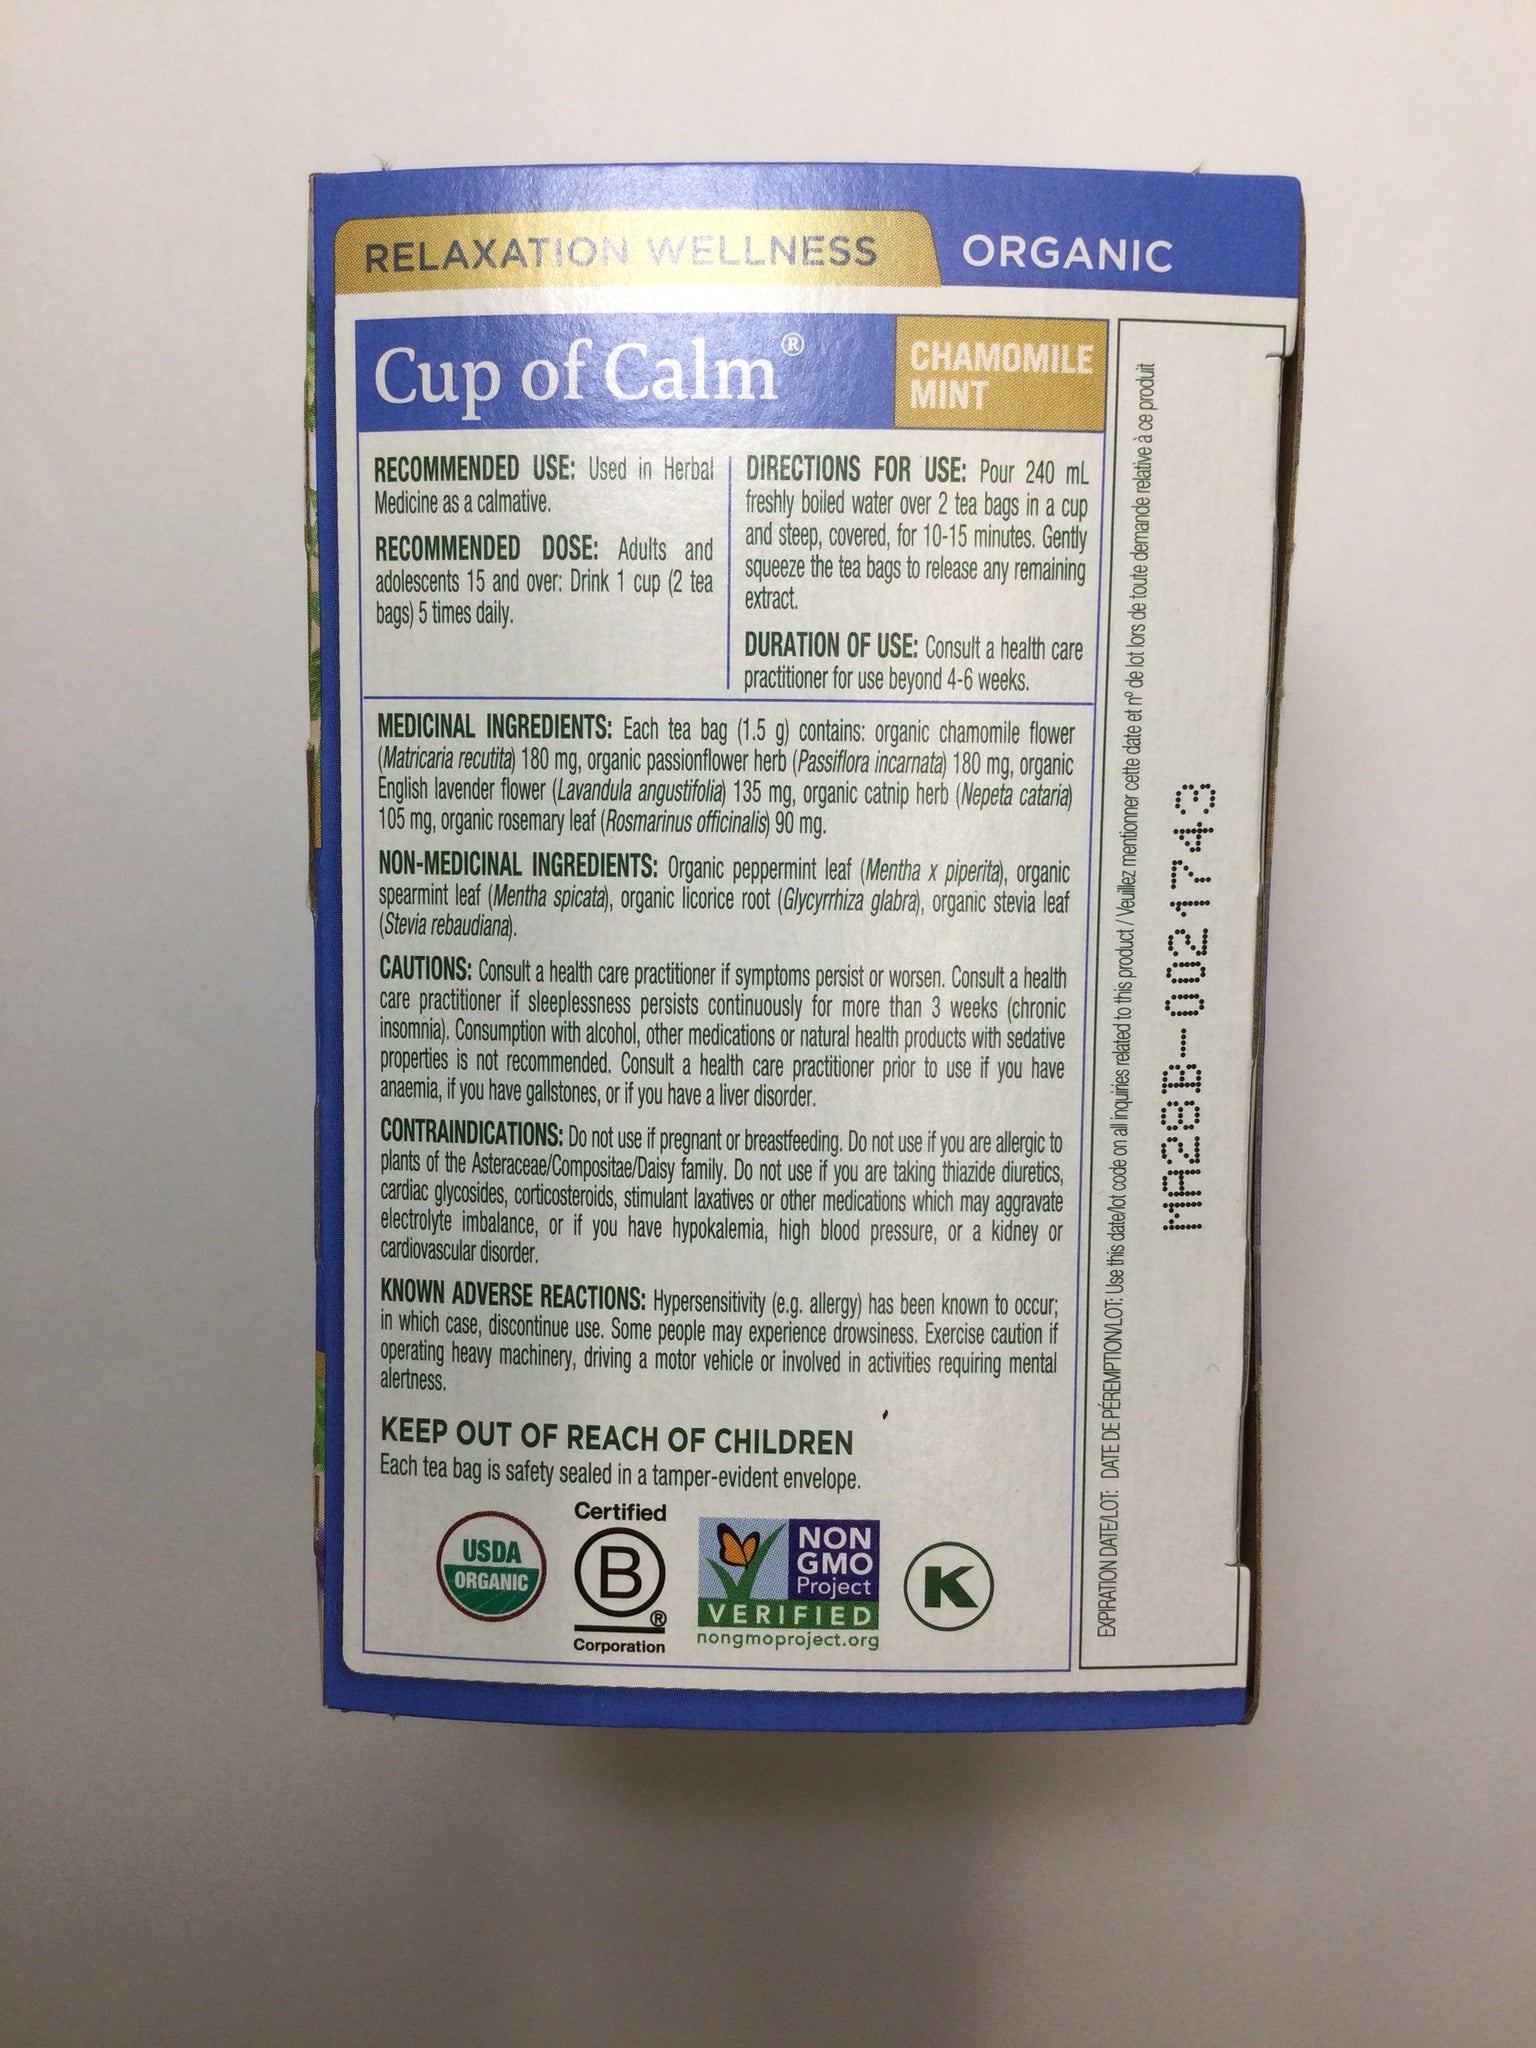 RELAXATION WELLNESS
ORGANIC
Cup of Calm®
CHAMOMILE
MINT
RECOMMENDED USE: Used in Herbal
Medicine as a calmative.
RECOMMENDED DOSE: Adults and
adolescents 15 and over: Drink 1 cup (2 tea
bags) 5 times daily.
DIRECTIONS FOR USE: Pour 240 mL
freshly boiled water over 2 tea bags in a cup
and steep, covered, for 10-15 minutes. Gently
squeeze the tea bags to release any remaining
extract.
DURATION OF USE: Consult a health care
practitioner for use beyond 4-6 weeks.
MEDICINAL INGREDIENTS: Each tea bag (1.5 g) contains: organic chamomile flower
(Matricaria recutita) 180 mg, organic passionflower herb (Passiflora incarnata) 180 mg, organic
English lavender flower (Lavandula angustifolia) 135 mg, organic catnip herb (Nepeta cataria)
105 mg, organic rosemary leaf (Rosmarinus officinalis) 90 mg.
NON-MEDICINAL INGREDIENTS: Organic peppermint leaf (Mentha x piperita), organic
spearmint leaf (Mentha spicata), organic licorice root (Glycyrrhiza glabra), organic stevia leaf
(Stevia rebaudiana).
CAUTIONS: Consult a health care practitioner if symptoms persist or worsen. Consult a health
care practitioner if sleeplessness persists continuously for more than 3 weeks (chronic
insomnia). Consumption with alcohol, other medications or natural health products with sedative
properties is not recommended. Consult a health care practitioner prior to use if you have
anaemia, if you have gallstones, or if you have a liver disorder.
CONTRAINDICATIONS: Do not use if pregnant or breastfeeding. Do not use if you are allergic to
plants of the Asteraceae/Compositae/Daisy family. Do not use if you are taking thiazide diuretics,
cardiac glycosides, corticosteroids, stimulant laxatives or other medications which may aggravate
electrolyte imbalance, or if you have hypokalemia, high blood pressure, or a kidney or
cardiovascular disorder.
KNOWN ADVERSE REACTIONS: Hypersensitivity (e.g. allergy) has been known to occur;
in which case, discontinue use. Some people may experience drowsiness. Exercise caution if
operating heavy machinery, driving a motor vehicle or involved in activities requiring mental
alertness.
KEEP OUT OF REACH OF CHILDREN
Each tea bag is safety sealed in a tamper-evident envelope.
USDA
ORGANIC
Certified
B
®
Corporation
NON
GMO
Project
VERIFIED
nongmoproject.org
K
EXPIRATION DATE/LOT: DATE DE PÉREMPTION/LOT: Use this date/lot code on all inquiries related to this product / Veuillez mentionner cette date et nº de lot lors de toute demande relative à ce produit
MA28B-0021743